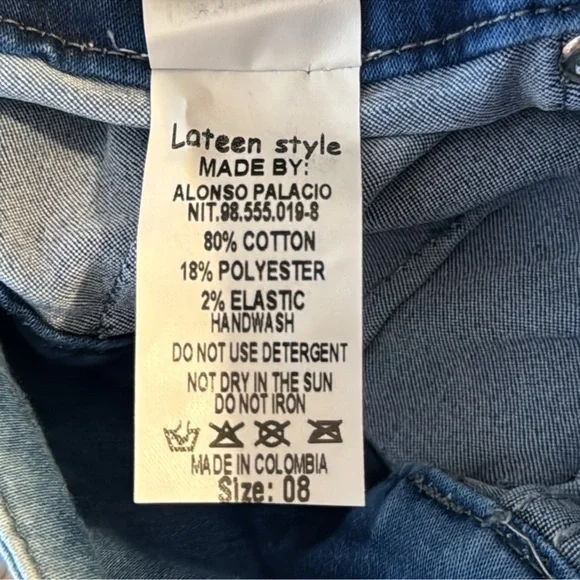 Lateen style
MADE BY:
ALONSO PALACIO
NIT.98.555.019-8
80% COTTON
18% POLYESTER
2% ELASTIC
HANDWASH
DO NOT USE DETERGENT
NOT DRY IN THE SUN
DO NOT IRON
MADE IN COLOMBIA
Size: 08